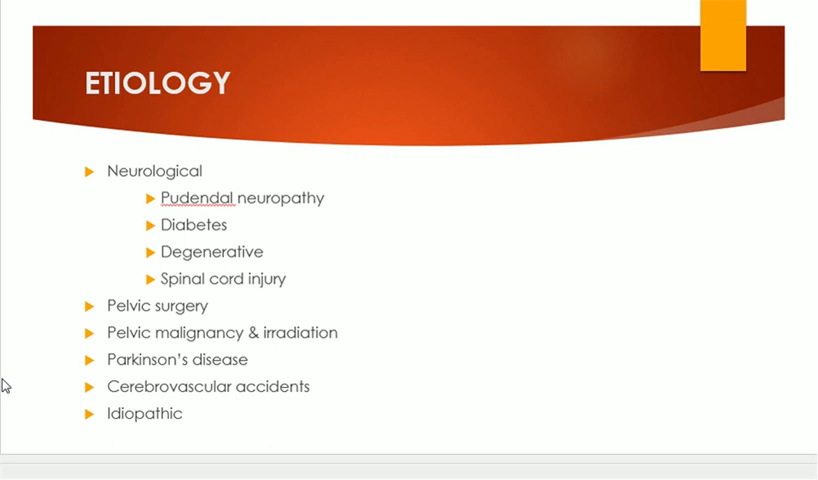 ETIOLOGY
Neurological
Pudendal neuropathy
Diabetes
Degenerative
Spinal cord injury
Pelvic surgery
Pelvic malignancy & irradiation
Parkinson's disease
Cerebrovascular accidents
Idiopathic